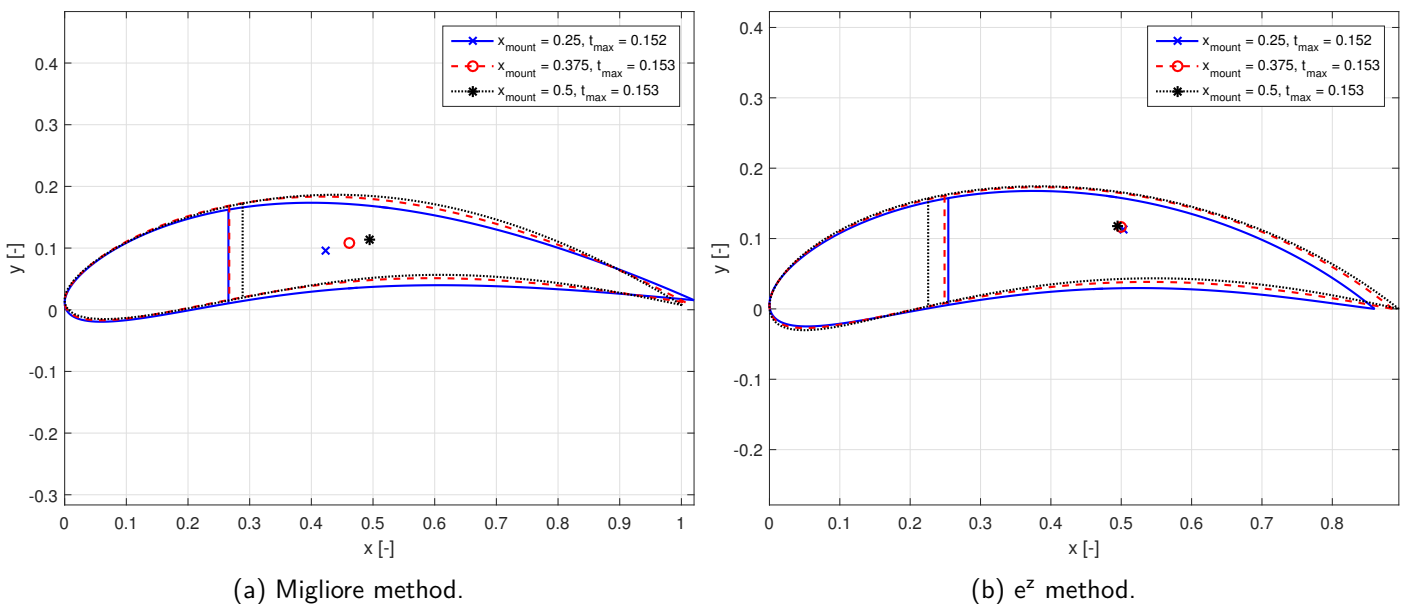 x_mount = 0.25, t_max = 0.152
x_mount = 0.375, t_max = 0.153
x_mount = 0.5, t_max = 0.153
0.4
0.3
0.2
0.1
0
-0.1
-0.2
-0.3
y [-]
0 0.1 0.2 0.3 0.4 0.5 0.6 0.7 0.8 0.9 1
x [-]
(a) Migliore method.
x_mount = 0.25, t_max = 0.152
x_mount = 0.375, t_max = 0.153
x_mount = 0.5, t_max = 0.153
0.4
0.3
0.2
0.1
0
-0.1
-0.2
y [-]
0 0.1 0.2 0.3 0.4 0.5 0.6 0.7 0.8
x [-]
(b) e^z method.